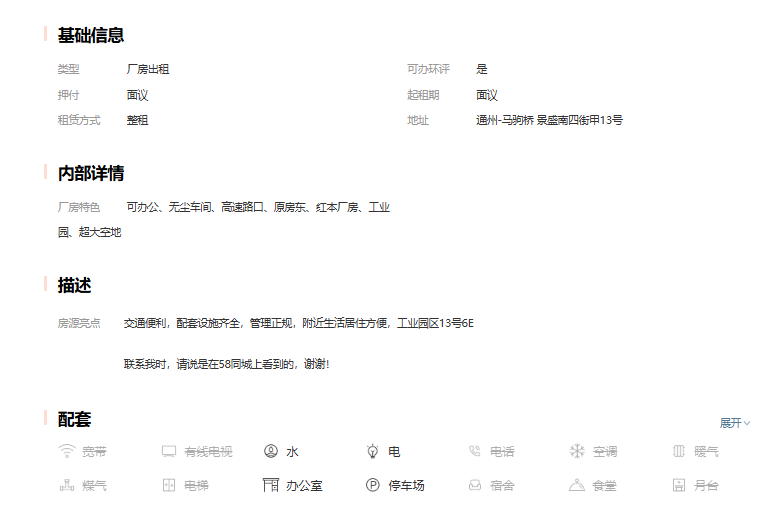 基础信息
类型 厂房出租 可办环评 是
押付 面议 起租期 面议
租赁方式 整租 地址 通州-马驹桥 景盛南四街甲13号
内部详情
厂房特色 可办公、无尘车间、高速路口、原房东、红本厂房、工业
园、超大空地
描述
房源亮点 交通便利，配套设施齐全，管理正规，附近生活居住方便，工业园区13号6E
联系我时，请说是在58同城上看到的，谢谢！
配套 展开
宽带 有线电视 水 电 电话 空调 暖气
煤气 电梯 办公室 停车场 宿舍 食堂 月台